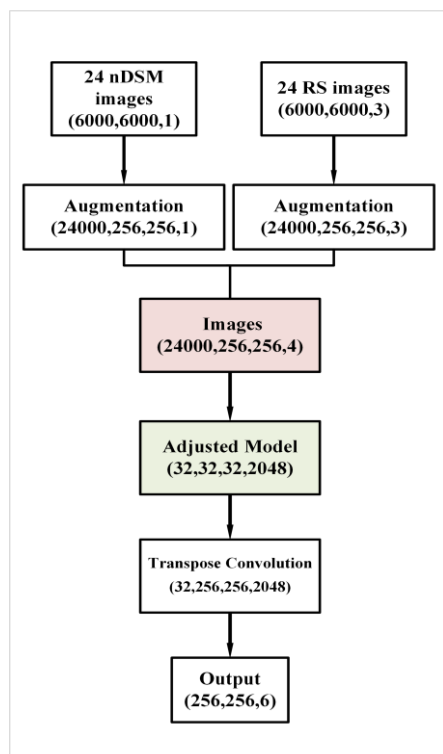 24 nDSM
images
(6000,6000,1)
24 RS images
(6000,6000,3)
Augmentation
(24000,256,256,1)
Augmentation
(24000,256,256,3)
Images
(24000,256,256,4)
Adjusted Model
(32,32,32,2048)
Transpose Convolution
(32,256,256,2048)
Output
(256,256,6)